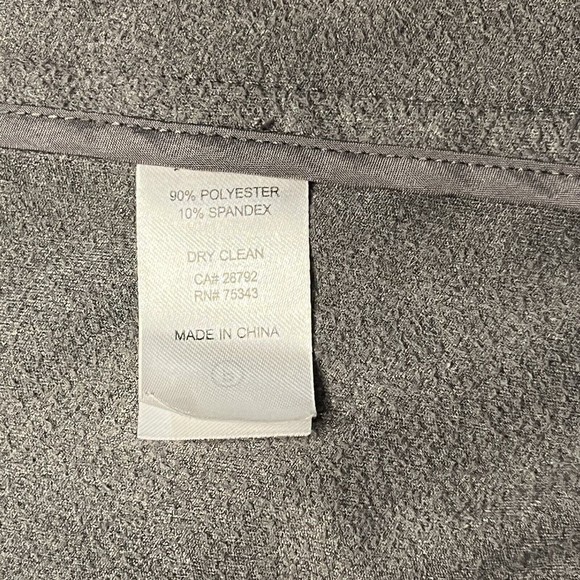 90% POLYESTER
10% SPANDEX
DRY CLEAN
CA# 28792
RN# 75343
MADE IN CHINA